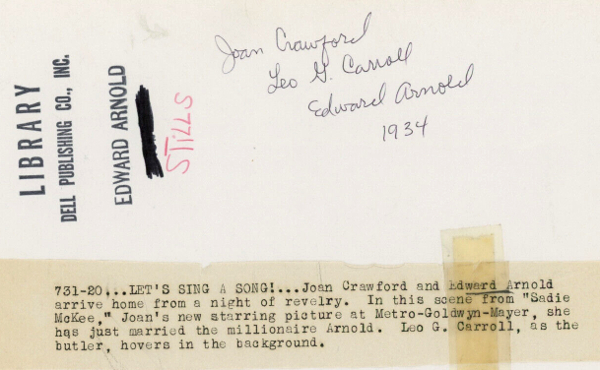 Joan Crawford
Leo G. Carroll
Edward Arnold
1934
LIBRARY
DELL PUBLISHING CO., INC.
EDWARD ARNOLD
STILLS
731-20...LET'S SING A SONG!...Joan Crawford and Edward Arnold
arrive home from a night of revelry. In this scene from "Sadie
McKee," Joan's new starring picture at Metro-Goldwyn-Mayer, she
has just married the millionaire Arnold. Leo G. Carroll, as the
butler, hovers in the background.